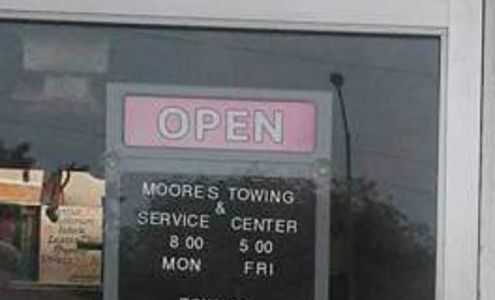 OPEN
MOORES TOWING
&
SERVICE CENTER
8 00 5 00
MON FRI